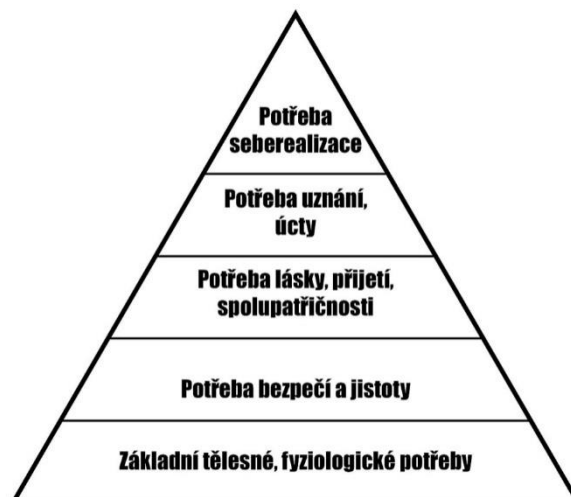 Potřeba
seberealizace
Potřeba uznání,
úcty
Potřeba lásky, přijetí,
spolupatřičnosti
Potřeba bezpečí a jistoty
Základní tělesné, fyziologické potřeby